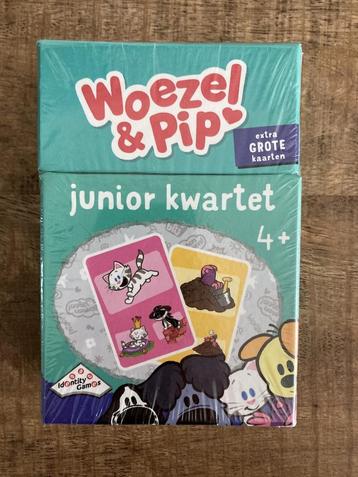 Woezel
& Pip
extra
GROTE
kaarten
junior kwartet
4+
Identity
Games